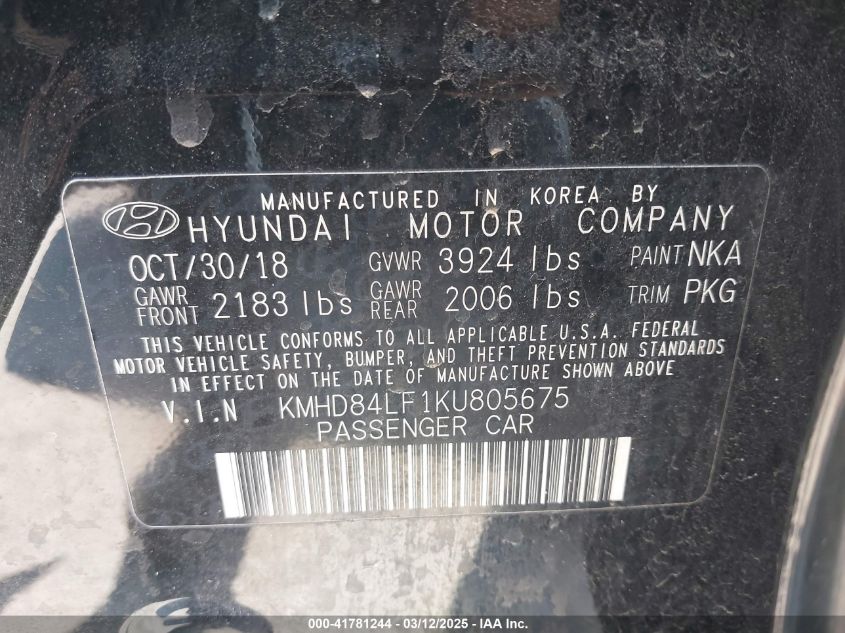 MANUFACTURED IN KOREA BY
HYUNDAI MOTOR COMPANY
OCT/30/18 GVWR 3924 lbs PAINT NKA
GAWR FRONT 2183 lbs GAWR REAR 2006 lbs TRIM PKG
THIS VEHICLE CONFORMS TO ALL APPLICABLE U.S.A. FEDERAL
MOTOR VEHICLE SAFETY, BUMPER, AND THEFT PREVENTION STANDARDS
IN EFFECT ON THE DATE OF MANUFACTURE SHOWN ABOVE.
V.I.N KMHD84LF1KU805675
PASSENGER CAR
000-41781244 - 03/12/2025 - IAA Inc.